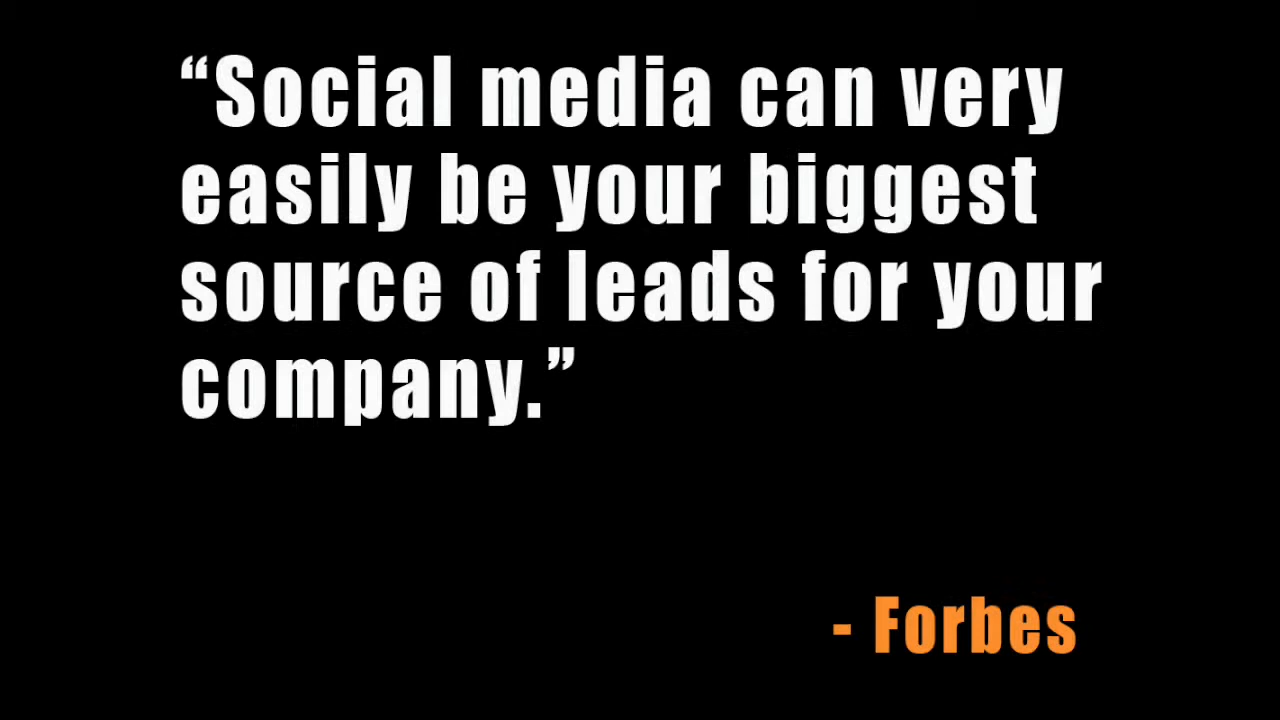 “Social media can very
easily be your biggest
source of leads for your
company.”
- Forbes